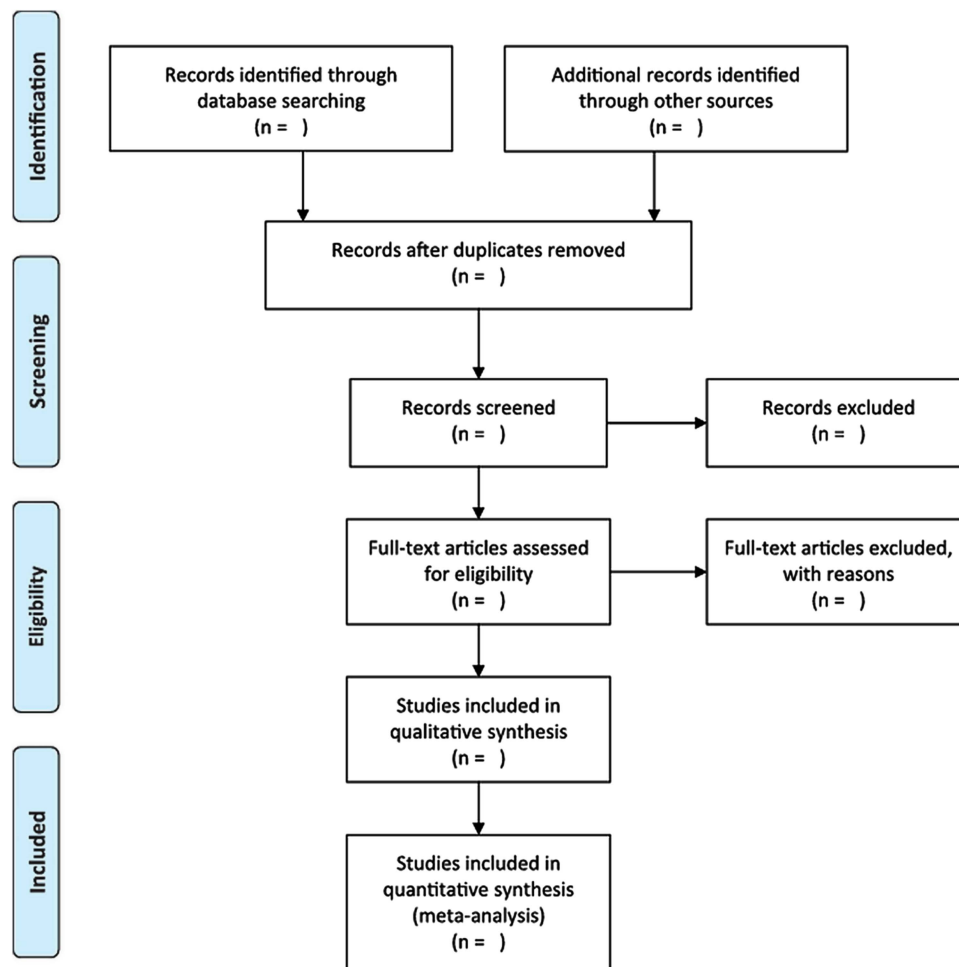 Identification
Records identified through
database searching
(n =   )
Additional records identified
through other sources
(n =   )
Records after duplicates removed
(n =   )
Screening
Records screened
(n =   )
Records excluded
(n =   )
Eligibility
Full-text articles assessed
for eligibility
(n =   )
Full-text articles excluded,
with reasons
(n =   )
Studies included in
qualitative synthesis
(n =   )
Included
Studies included in
quantitative synthesis
(meta-analysis)
(n =   )